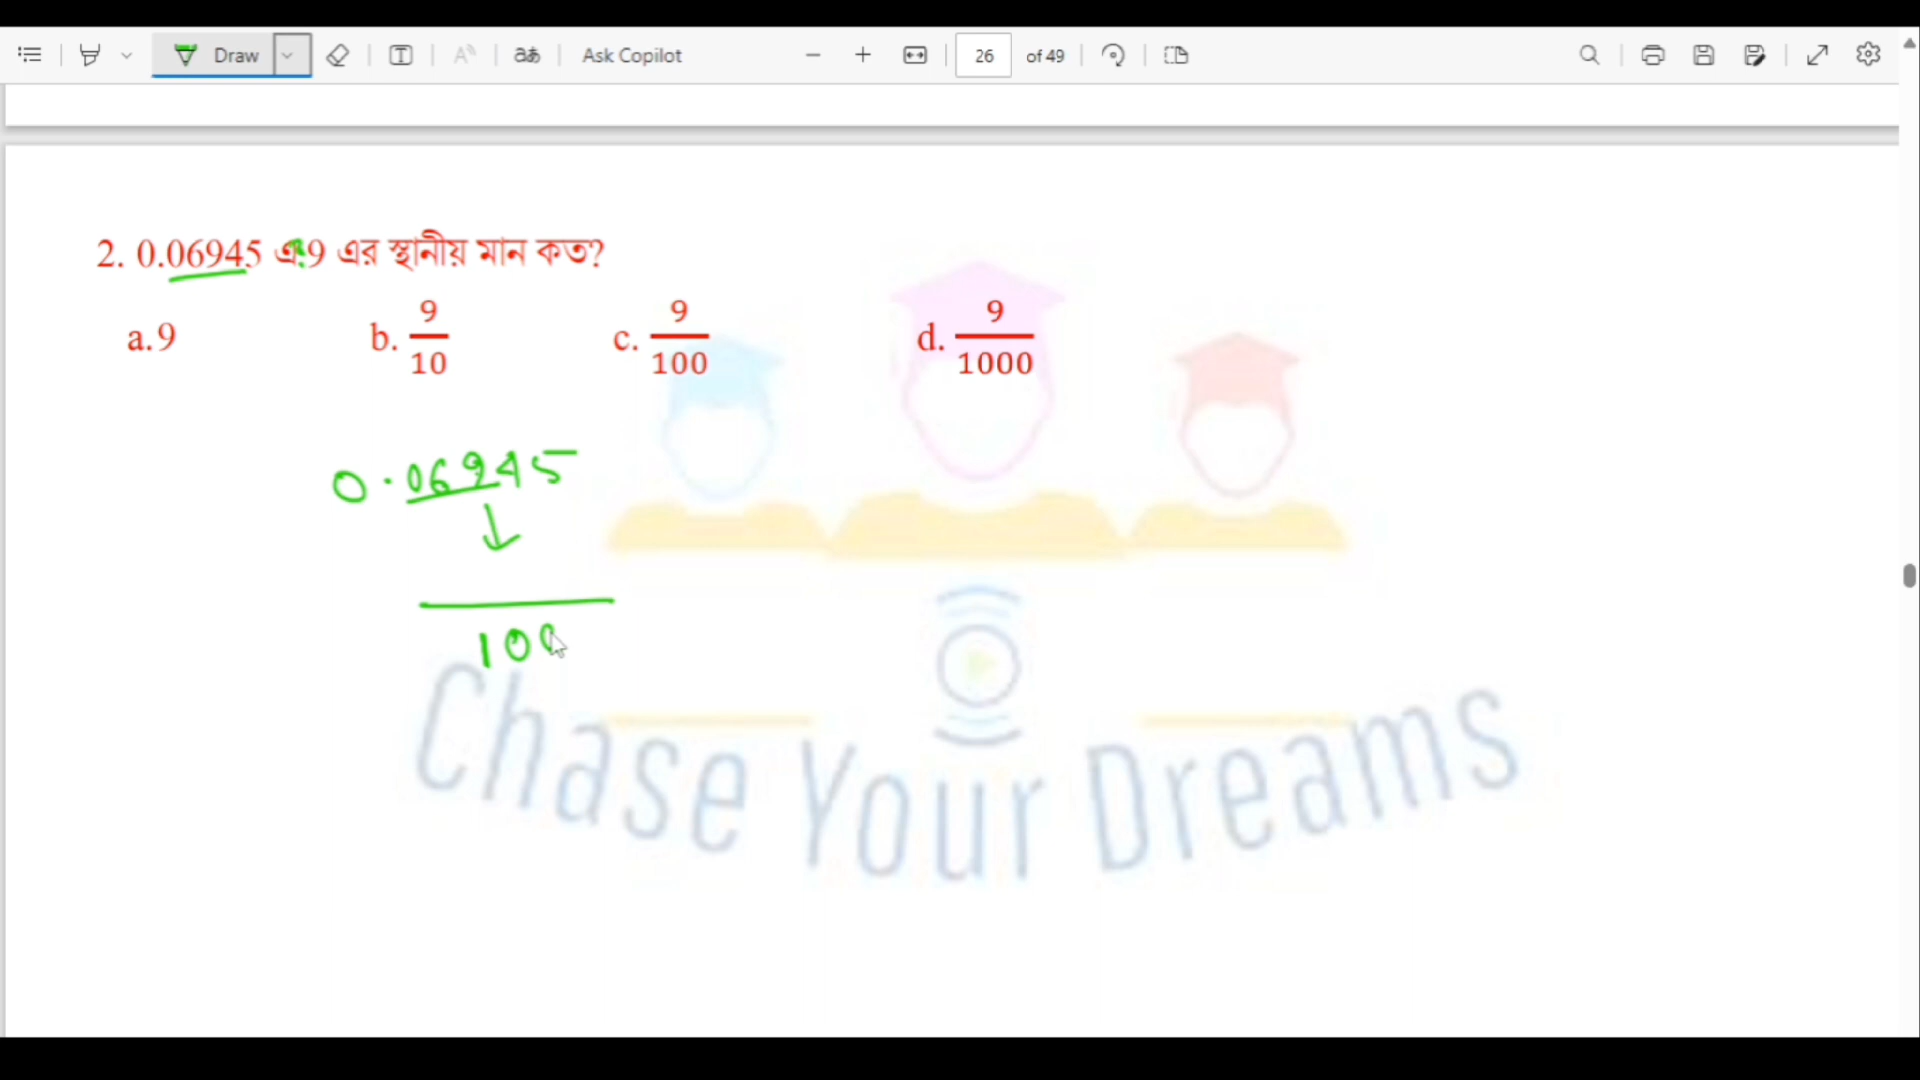 Draw
Ask Copilot
26 of 49
2. 0.06945 এ 9 এর স্থানীয় মান কত?
a.9 b. 9/10 c. 9/100 d. 9/1000
0.06945
100
Chase Your Dreams